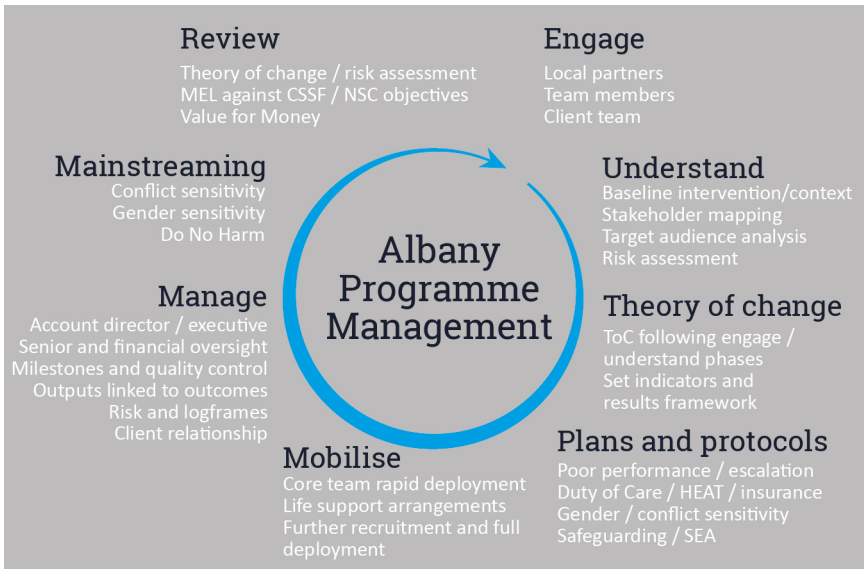 Review
Theory of change / risk assessment
MEL against CSSF / NSC objectives
Value for Money
Engage
Local partners
Team members
Client team
Understand
Baseline intervention/context
Stakeholder mapping
Target audience analysis
Risk assessment
Theory of change
ToC following engage /
understand phases
Set indicators and
results framework
Plans and protocols
Poor performance / escalation
Duty of Care / HEAT / insurance
Gender / conflict sensitivity
Safeguarding / SEA
Mobilise
Core team rapid deployment
Life support arrangements
Further recruitment and full
deployment
Manage
Account director / executive
Senior and financial oversight
Milestones and quality control
Outputs linked to outcomes
Risk and logframes
Client relationship
Mainstreaming
Conflict sensitivity
Gender sensitivity
Do No Harm
Albany
Programme
Management